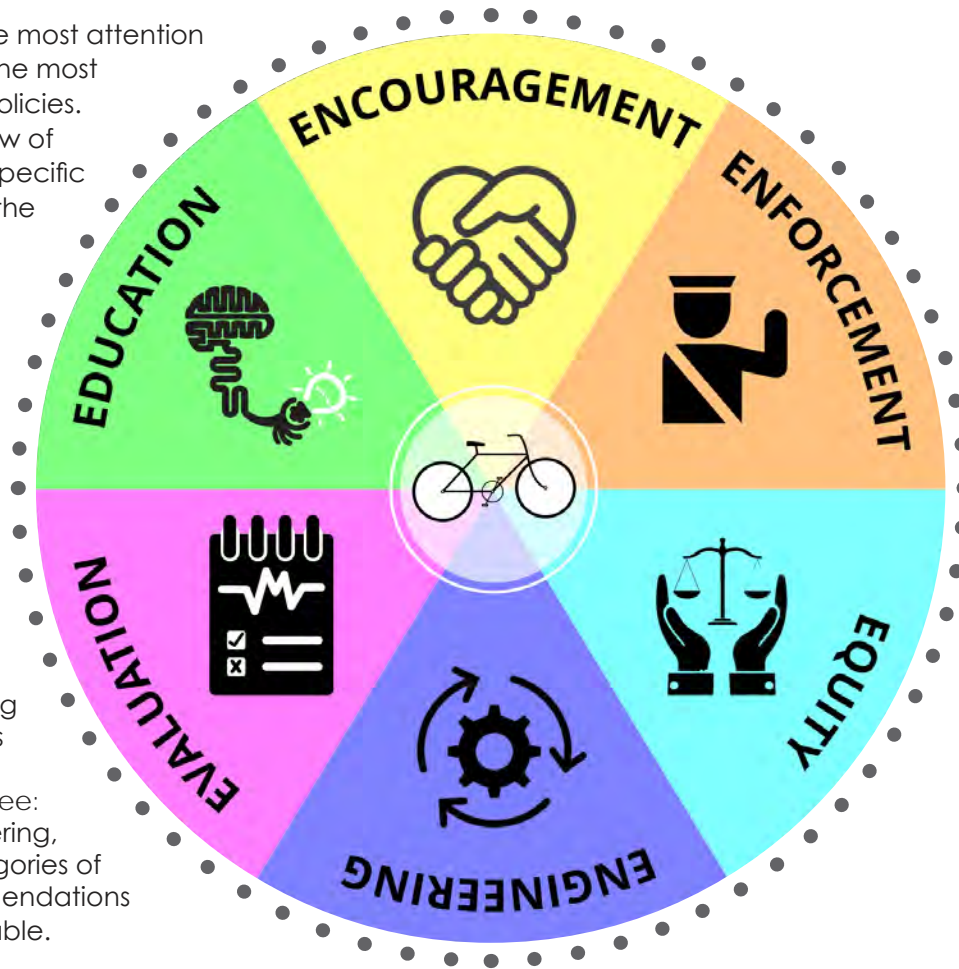 e most attention
he most
olicies.
w of
pecific
the
g
s
ee:
ering,
gories of
endations
able.
ENCOURAGEMENT
ENFORCEMENT
EQUITY
ENGINEERING
EVALUATION
EDUCATION